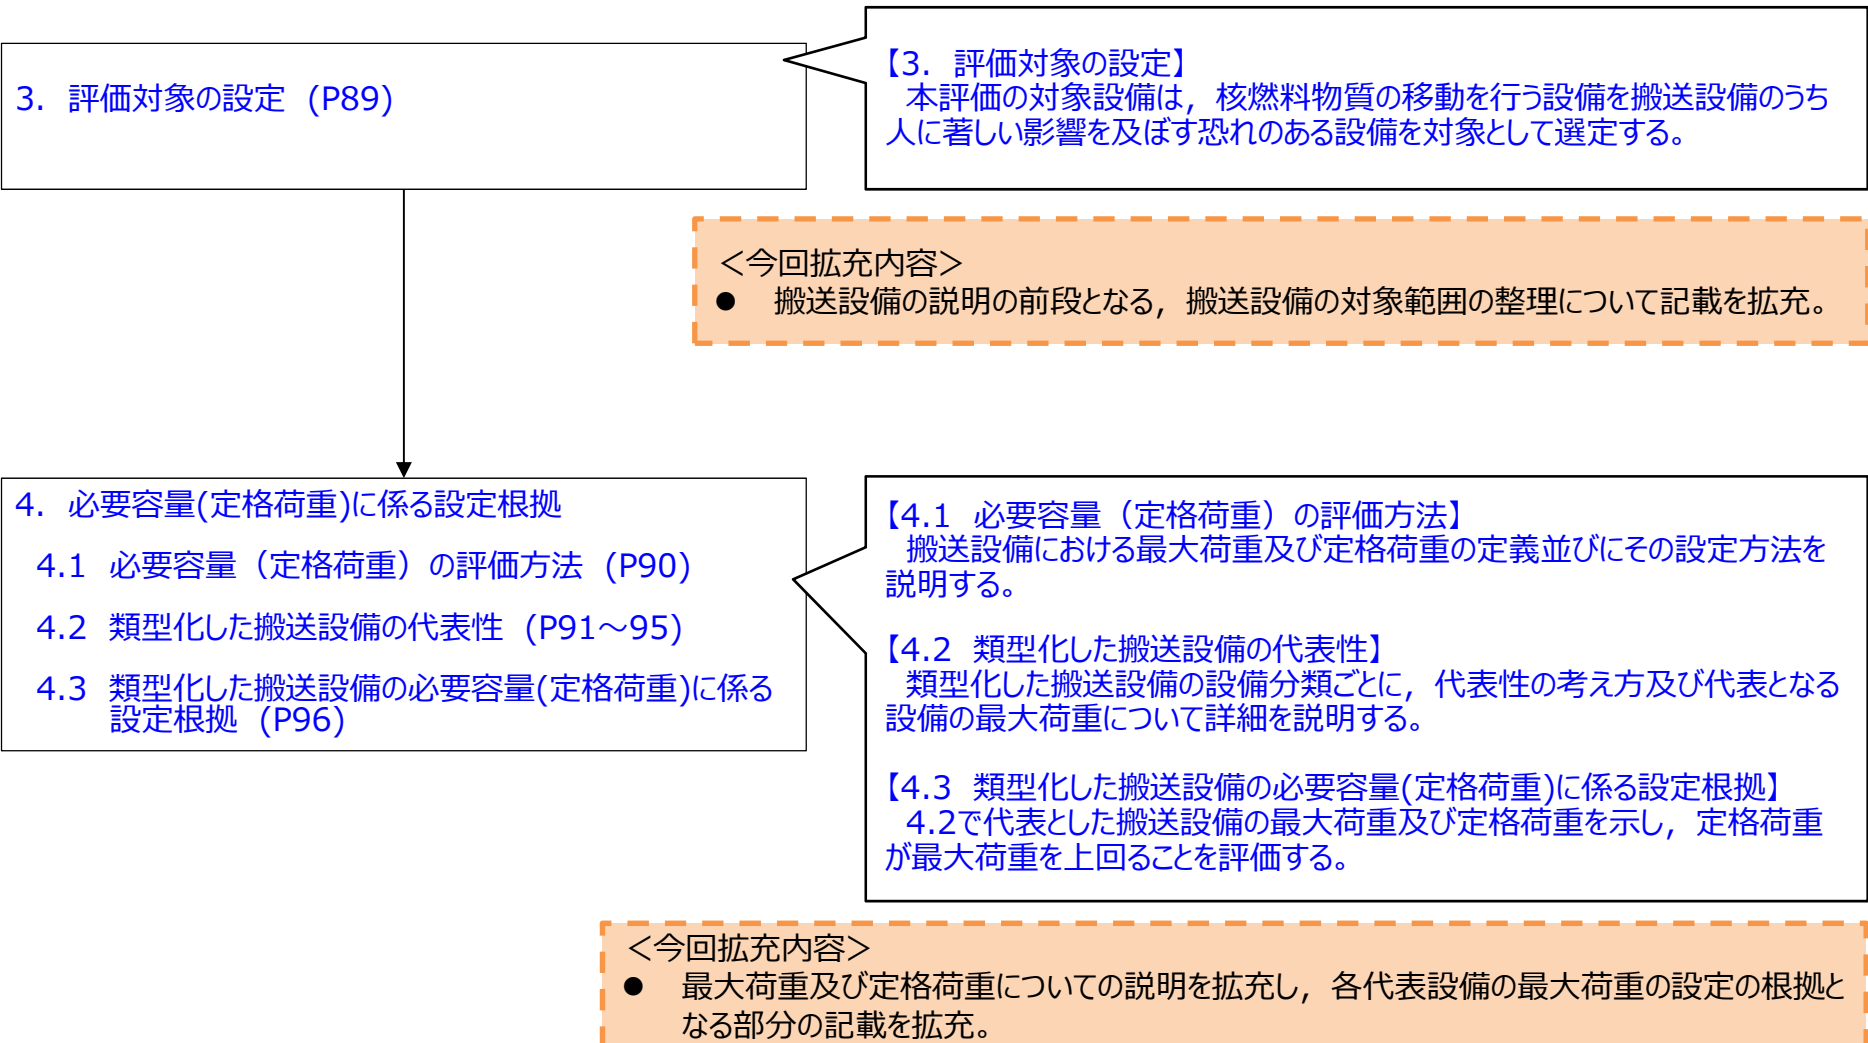 3. 評価対象の設定 (P89)
【3. 評価対象の設定】
本評価の対象設備は，核燃料物質の移動を行う設備を搬送設備のうち
人に著しい影響を及ぼす恐れのある設備を対象として選定する。
＜今回拡充内容＞
● 搬送設備の説明の前段となる，搬送設備の対象範囲の整理について記載を拡充。
4. 必要容量(定格荷重)に係る設定根拠
4.1 必要容量（定格荷重）の評価方法 (P90)
4.2 類型化した搬送設備の代表性 (P91～95)
4.3 類型化した搬送設備の必要容量(定格荷重)に係る
設定根拠 (P96)
【4.1 必要容量（定格荷重）の評価方法】
搬送設備における最大荷重及び定格荷重の定義並びにその設定方法を
説明する。
【4.2 類型化した搬送設備の代表性】
類型化した搬送設備の設備分類ごとに，代表性の考え方及び代表となる
設備の最大荷重について詳細を説明する。
【4.3 類型化した搬送設備の必要容量(定格荷重)に係る設定根拠】
4.2で代表とした搬送設備の最大荷重及び定格荷重を示し，定格荷重
が最大荷重を上回ることを評価する。
＜今回拡充内容＞
● 最大荷重及び定格荷重についての説明を拡充し，各代表設備の最大荷重の設定の根拠と
なる部分の記載を拡充。